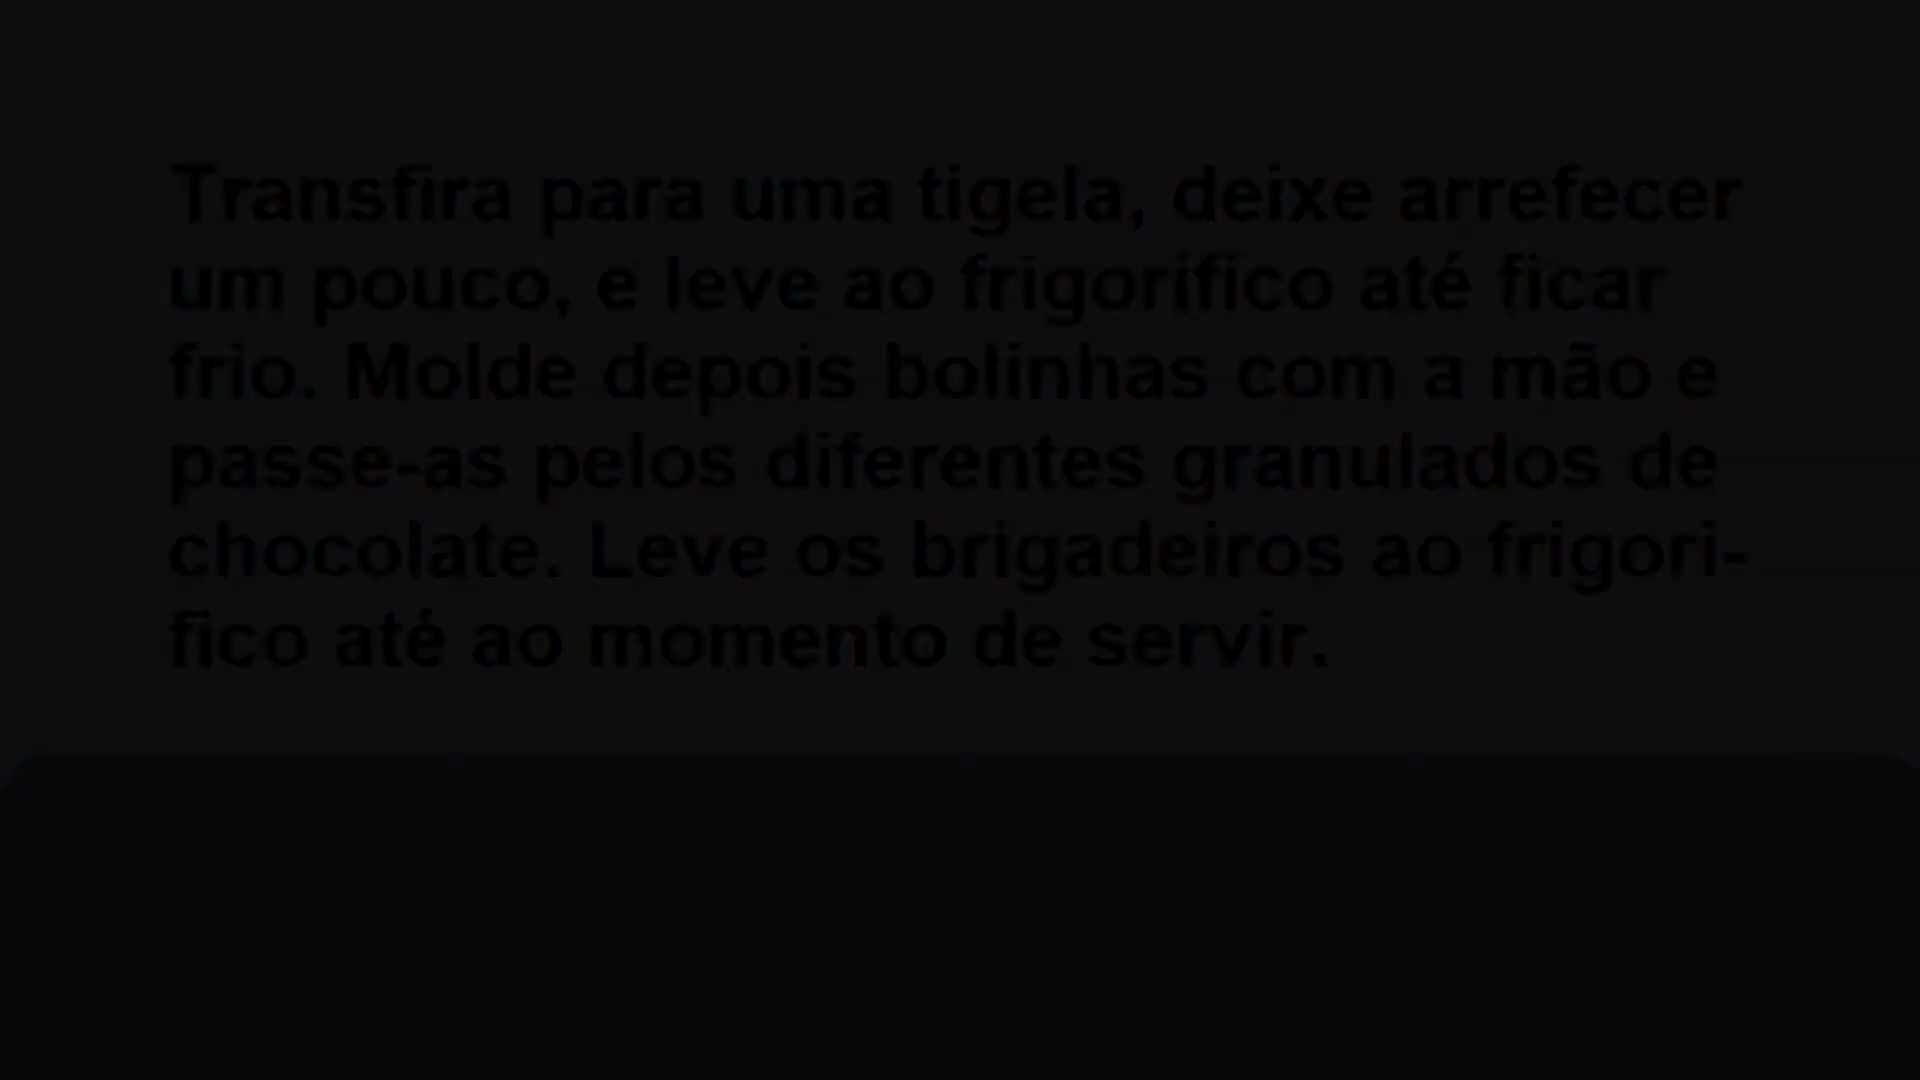 Transfira para uma tigela, deixe arrefecer
um pouco, e leve ao frigorífico até ficar
frio. Molde depois bolinhas com a mão e
passe-as pelos diferentes granulados de
chocolate. Leve os brigadeiros ao frigori-
fico até ao momento de servir.